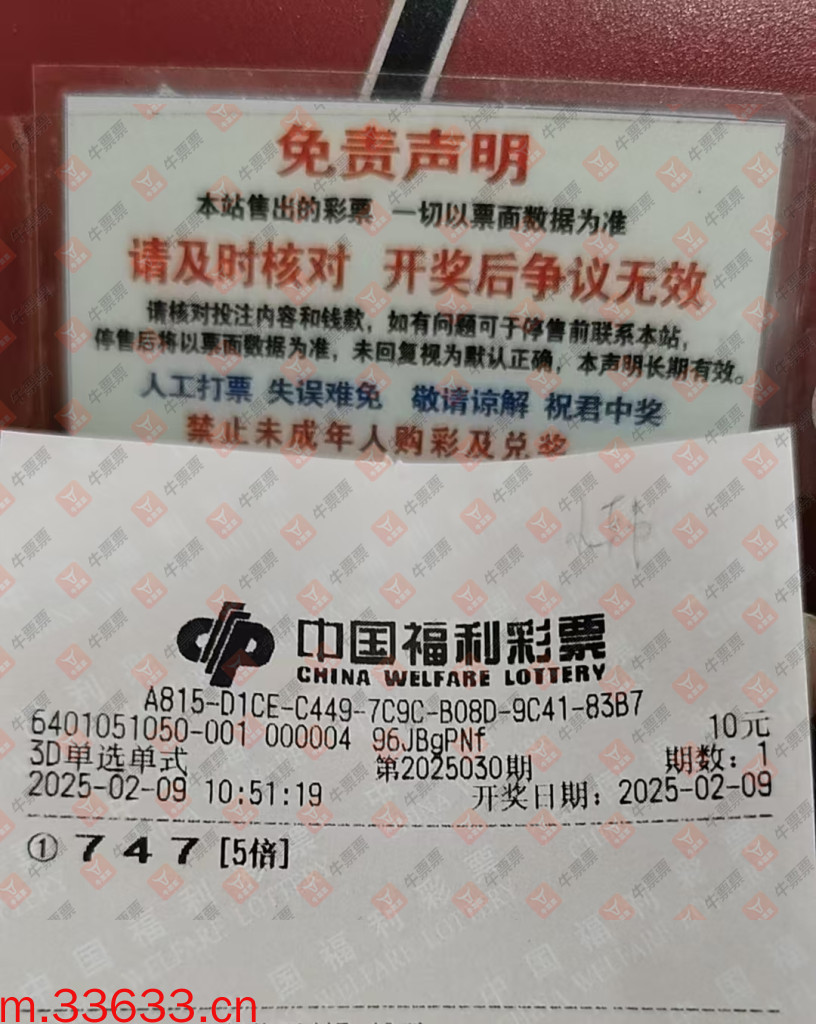 免责声明
本站售出的彩票 一切以票面数据为准
请及时核对 开奖后争议无效
请核对投注内容和钱款，如有问题可于停售前联系本站，
停售后将以票面数据为准，未回复视为默认正确，本声明长期有效。
人工打票 失误难免 敬请谅解 祝君中奖
禁止未成年人购彩及兑奖
中国福利彩票
CHINA WELFARE LOTTERY
A815-D1CE-C449-7C9C-B08D-9C41-83B7
6401051050-001 000004 96JBgPNf 10元
3D单选单式 第2025030期 期数：1
2025-02-09 10:51:19 开奖日期：2025-02-09
① 7 4 7 [5倍]
牛票票
m.33633.cn